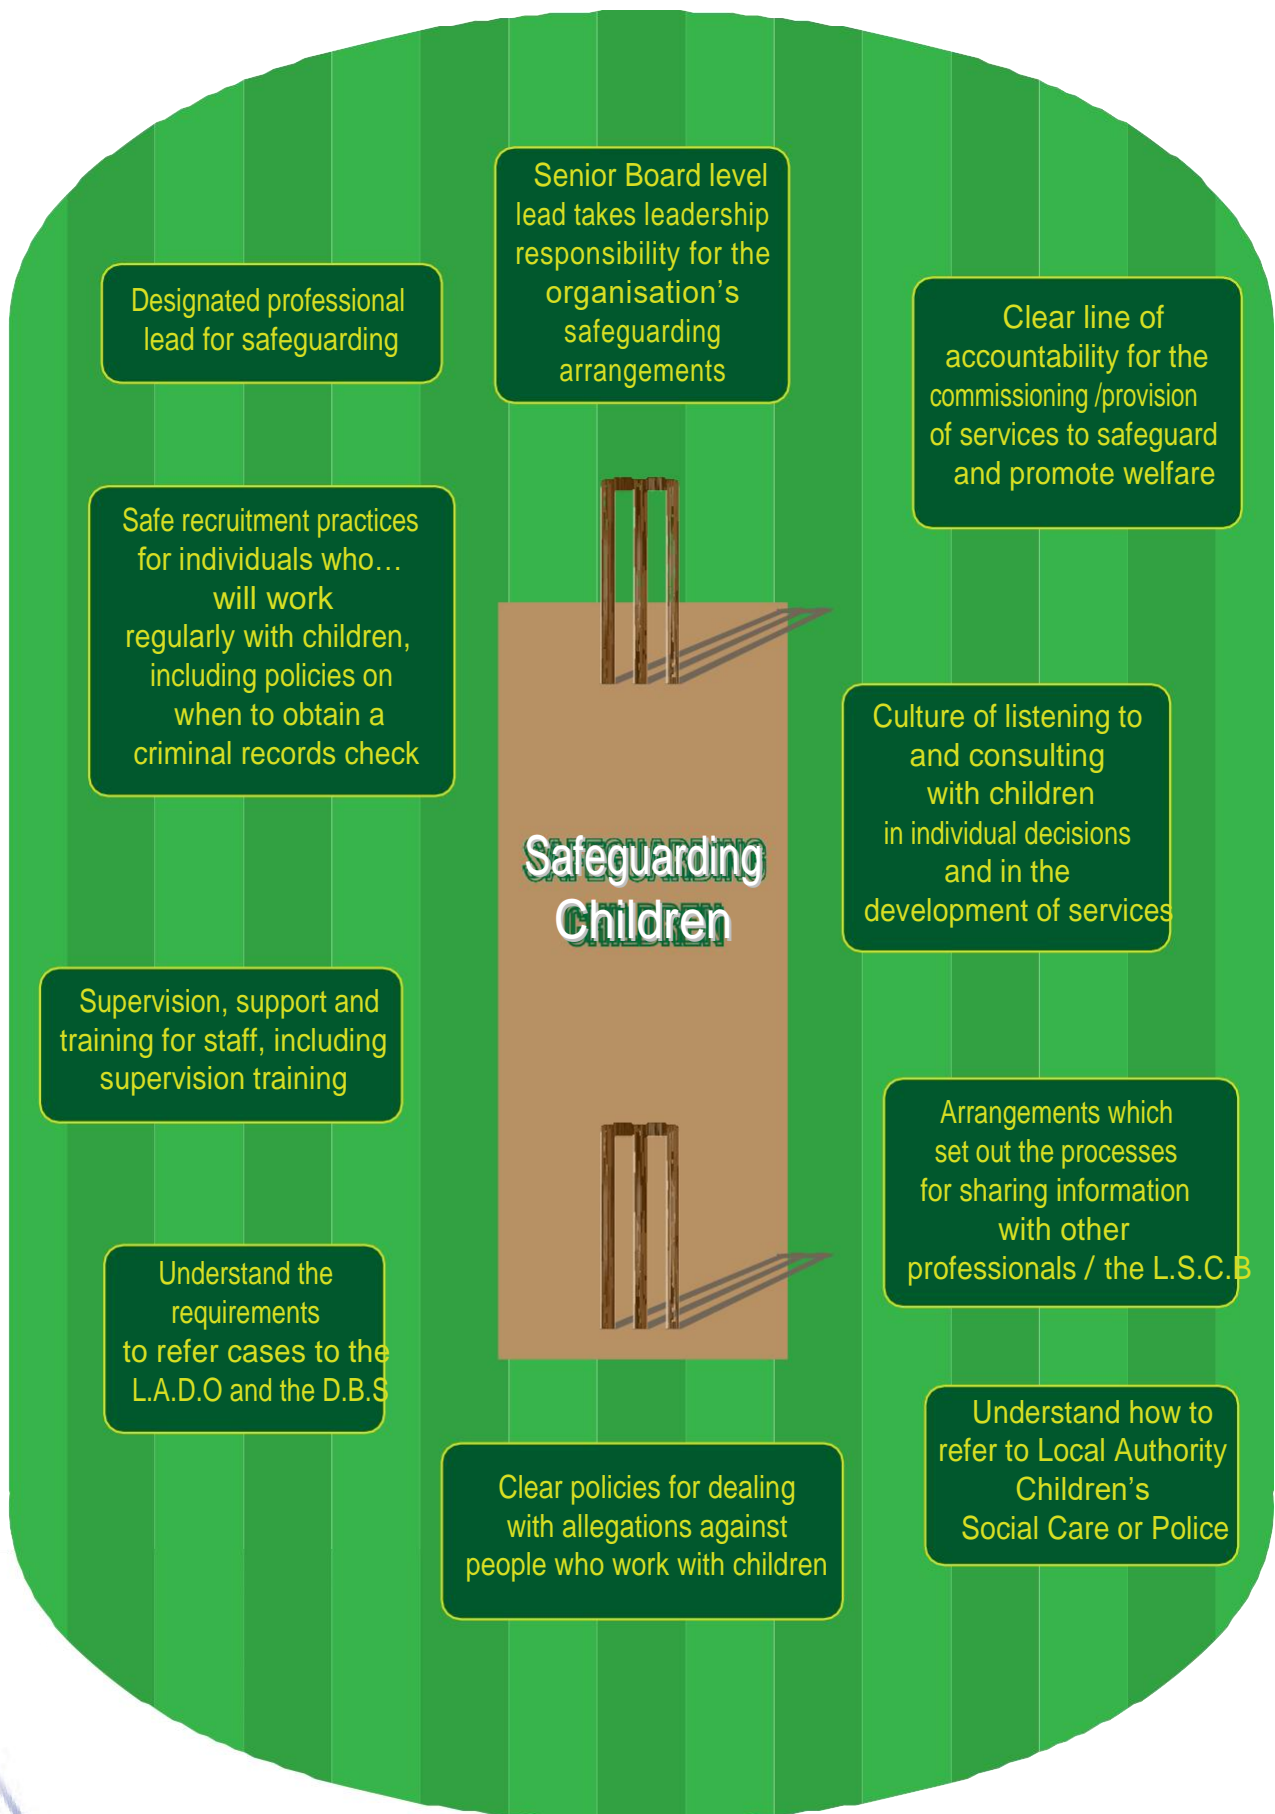 Senior Board level
lead takes leadership
responsibility for the
organisation’s
safeguarding
arrangements
Designated professional
lead for safeguarding
Clear line of
accountability for the
commissioning /provision
of services to safeguard
and promote welfare
Safe recruitment practices
for individuals who…
will work
regularly with children,
including policies on
when to obtain a
criminal records check
Culture of listening to
and consulting
with children
in individual decisions
and in the
development of services
Safeguarding
Children
Supervision, support and
training for staff, including
supervision training
Arrangements which
set out the processes
for sharing information
with other
professionals / the L.S.C.B
Understand the
requirements
to refer cases to the
L.A.D.O and the D.B.S
Understand how to
refer to Local Authority
Children’s
Social Care or Police
Clear policies for dealing
with allegations against
people who work with children